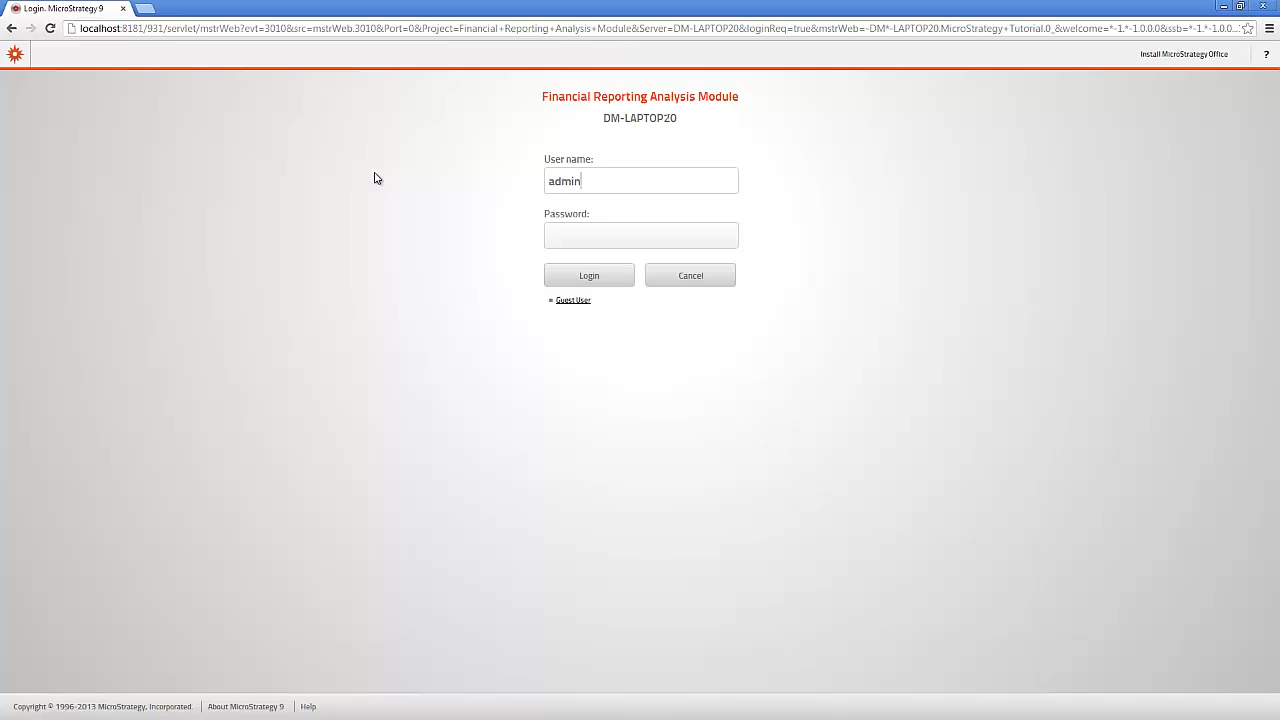 Login. MicroStrategy 9
localhost:8181/931/servlet/mstrWeb?evt=3010&src=mstrWeb.3010&Port=0&Project=Financial+Reporting+Analysis+Module&Server=DM-LAPTOP20&loginReq=true&mstrWeb=-DM*-LAPTOP20.MicroStrategy+Tutorial.0_&welcome=*-1.*-1.0.0.0&ssb=*-1.*-1.0.0...
Install MicroStrategy Office
?
Financial Reporting Analysis Module
DM-LAPTOP20
User name:
admin
Password:
Login Cancel
Guest User
Copyright © 1996-2013 MicroStrategy, Incorporated. About MicroStrategy 9 Help